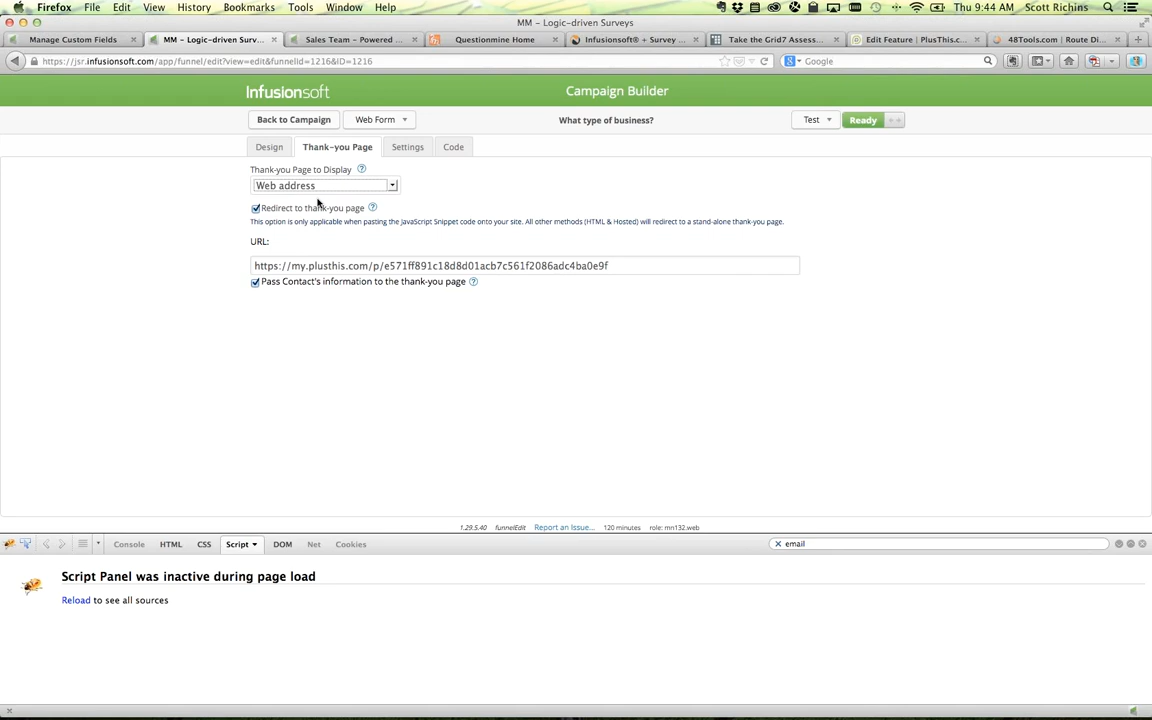 Firefox File Edit View History Bookmarks Tools Window Help Thu 9:44 AM Scott Richins
MM – Logic-driven Surveys
Manage Custom Fields × MM – Logic-driven Surv... × Sales Team – Powered ... × Questionmine Home × Infusionsoft® + Survey ... × Take the Grid7 Assess... × Edit Feature | PlusThis.c... × 48Tools.com | Route Di... × +
https://jsr.infusionsoft.com/app/funnel/edit?view=edit&funnelId=1216&ID=1216 Google
Infusionsoft Campaign Builder
Back to Campaign Web Form What type of business? Test Ready
Design Thank-you Page Settings Code
Thank-you Page to Display ?
Web address
Redirect to thank-you page ?
This option is only applicable when pasting the JavaScript Snippet code onto your site. All other methods (HTML & Hosted) will redirect to a stand-alone thank-you page.
URL:
https://my.plusthis.com/p/e571ff891c18d8d01acb7c561f2086adc4ba0e9f
Pass Contact's information to the thank-you page ?
1.29.5.40 funnelEdit Report an Issue... 120 minutes role: mn132.web
Console HTML CSS Script DOM Net Cookies email
Script Panel was inactive during page load
Reload to see all sources